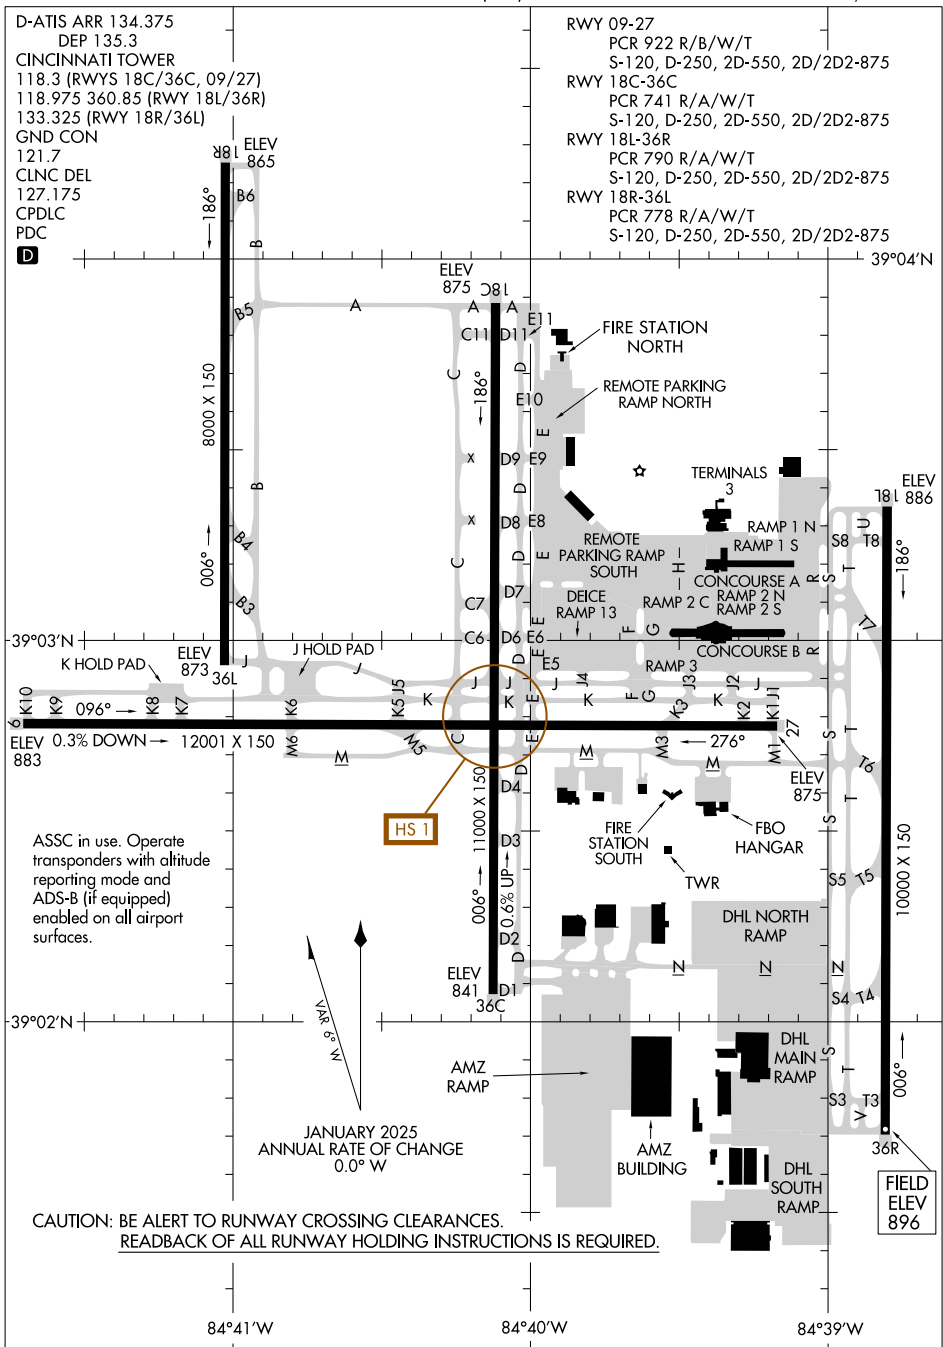 D-ATIS ARR 134.375
DEP 135.3
CINCINNATI TOWER
118.3 (RWYS 18C/36C, 09/27)
118.975 360.85 (RWY 18L/36R)
133.325 (RWY 18R/36L)
GND CON
121.7
CLNC DEL
127.175
CPDLC
PDC
D
RWY 09-27
PCR 922 R/B/W/T
S-120, D-250, 2D-550, 2D/2D2-875
RWY 18C-36C
PCR 741 R/A/W/T
S-120, D-250, 2D-550, 2D/2D2-875
RWY 18L-36R
PCR 790 R/A/W/T
S-120, D-250, 2D-550, 2D/2D2-875
RWY 18R-36L
PCR 778 R/A/W/T
S-120, D-250, 2D-550, 2D/2D2-875
18R
ELEV
865
186°
B6
B
39°04'N
ELEV
875
18C
B5
A
A
A
E11
C11
D11
FIRE STATION
NORTH
C
D
186°
REMOTE PARKING
RAMP NORTH
8000 X 150
E10
E
X
D9
E9
TERMINALS
3
18L
ELEV
886
B
D
X
D8
E8
RAMP 1 N
RAMP 1 S
S8
T8
U
B4
006°
C
D
E
REMOTE
PARKING RAMP
SOUTH
H
CONCOURSE A
R
S
T
186°
D7
DEICE
RAMP 13
RAMP 2 C
RAMP 2 N
RAMP 2 S
B3
C7
E
T7
39°03'N
C6
D6
E6
E
F
G
CONCOURSE B
R
K HOLD PAD
J HOLD PAD
ELEV
873
36L
J
J
D
E5
RAMP 3
J5
J
J
J
J4
J3
J2
J
J1
K10
K9
K8
K7
K6
K5
K
K
E
K
F
G
K3
K
K2
K1
096°
9
27
ELEV
883
0.3% DOWN
12001 X 150
M6
M
M5
C
E
M
M3
276°
M
M1
S
T
T6
ELEV
875
HS 1
11000 X 150
D
D4
FIRE
STATION
SOUTH
FBO
HANGAR
T
S
ASSC in use. Operate
transponders with altitude
reporting mode and
ADS-B (if equipped)
enabled on all airport
surfaces.
D3
TWR
S5
T5
10000 X 150
006°
0.6% UP
D2
DHL NORTH
RAMP
D
N
N
N
ELEV
841
36C
D1
S4
T4
39°02'N
VAR 6° W
AMZ
RAMP
DHL
MAIN
RAMP
S
T
006°
S3
T3
V
JANUARY 2025
ANNUAL RATE OF CHANGE
0.0° W
AMZ
BUILDING
36R
DHL
SOUTH
RAMP
FIELD
ELEV
896
CAUTION: BE ALERT TO RUNWAY CROSSING CLEARANCES.
READBACK OF ALL RUNWAY HOLDING INSTRUCTIONS IS REQUIRED.
84°41'W
84°40'W
84°39'W